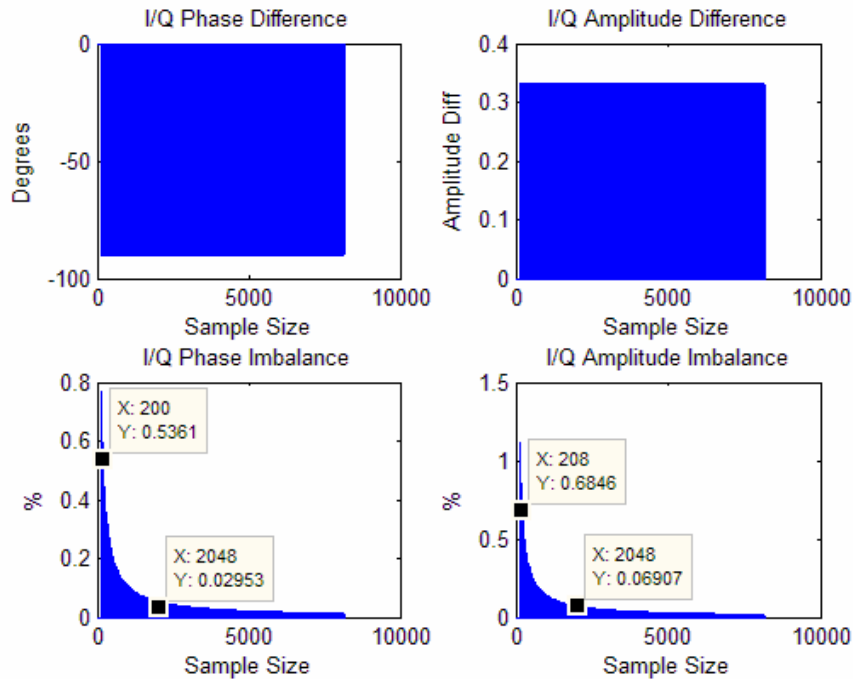 I/Q Phase Difference
0
-50
-100
Degrees
0
5000
10000
Sample Size
I/Q Amplitude Difference
0.4
0.3
0.2
0.1
0
Amplitude Diff
0
5000
10000
Sample Size
I/Q Phase Imbalance
0.8
0.6
0.4
0.2
0
%
X: 200
Y: 0.5361
X: 2048
Y: 0.02953
0
5000
10000
Sample Size
I/Q Amplitude Imbalance
1.5
1
0.5
0
%
X: 208
Y: 0.6846
X: 2048
Y: 0.06907
0
5000
10000
Sample Size